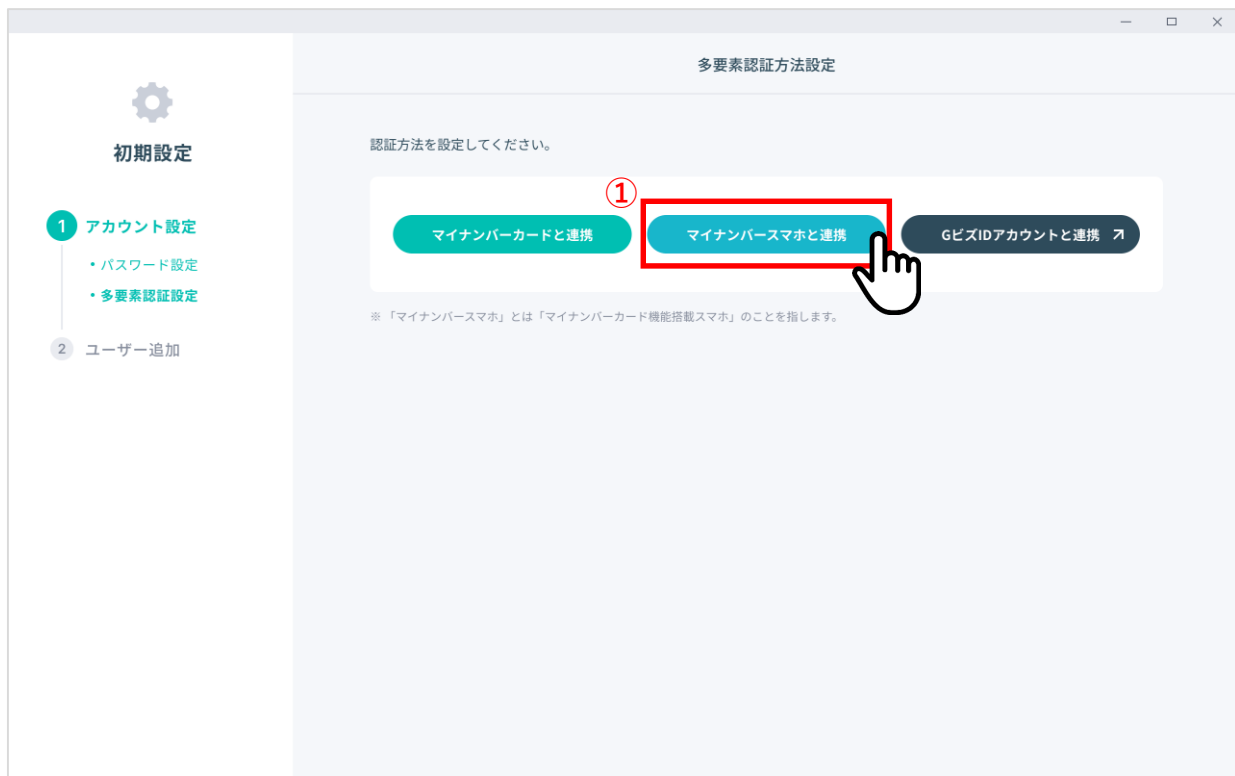 多要素認証方法設定
初期設定
1 アカウント設定
・パスワード設定
・多要素認証設定
2 ユーザー追加
認証方法を設定してください。
①
マイナンバーカードと連携
マイナンバースマホと連携
GビズIDアカウントと連携
※「マイナンバースマホ」とは「マイナンバーカード機能搭載スマホ」のことを指します。